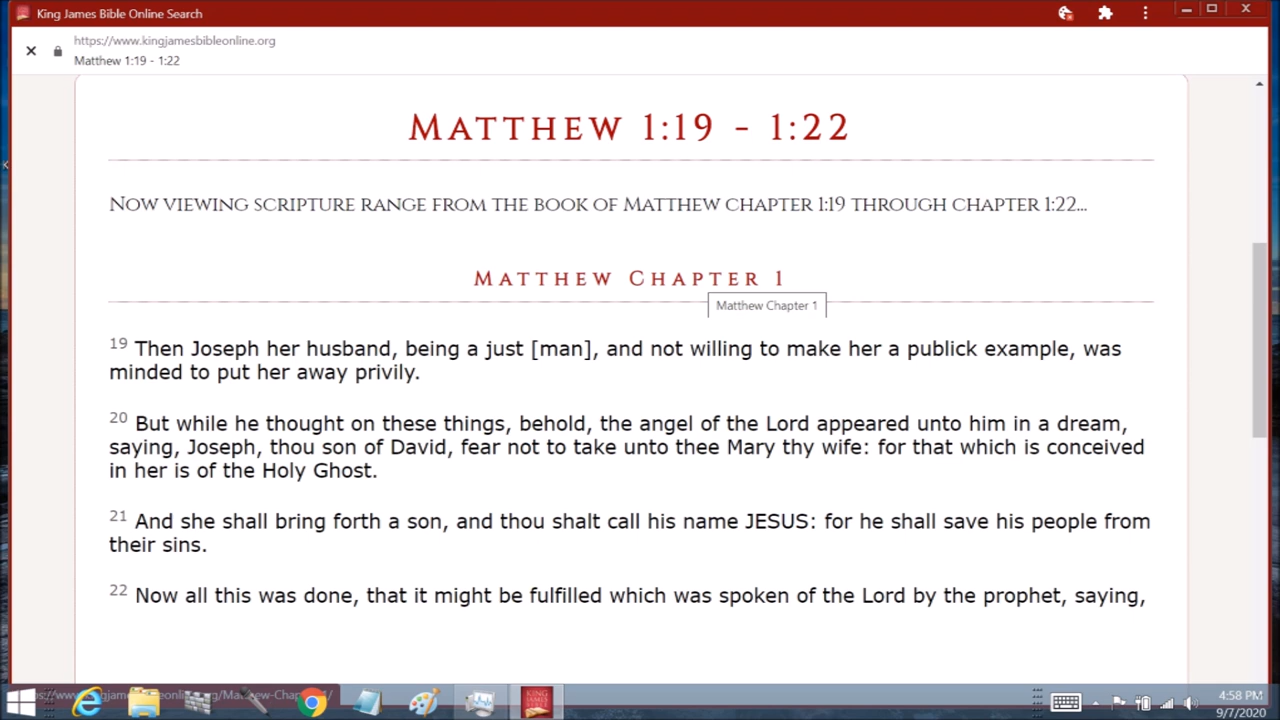 King James Bible Online Search
https://www.kingjamesbibleonline.org
Matthew 1:19 - 1:22
Matthew 1:19 - 1:22
Now viewing scripture range from the book of Matthew chapter 1:19 through chapter 1:22...
Matthew Chapter 1
Matthew Chapter 1
19 Then Joseph her husband, being a just [man], and not willing to make her a publick example, was
minded to put her away privily.
20 But while he thought on these things, behold, the angel of the Lord appeared unto him in a dream,
saying, Joseph, thou son of David, fear not to take unto thee Mary thy wife: for that which is conceived
in her is of the Holy Ghost.
21 And she shall bring forth a son, and thou shalt call his name JESUS: for he shall save his people from
their sins.
22 Now all this was done, that it might be fulfilled which was spoken of the Lord by the prophet, saying,
KING JAMES BIBLE
4:58 PM
9/7/2020